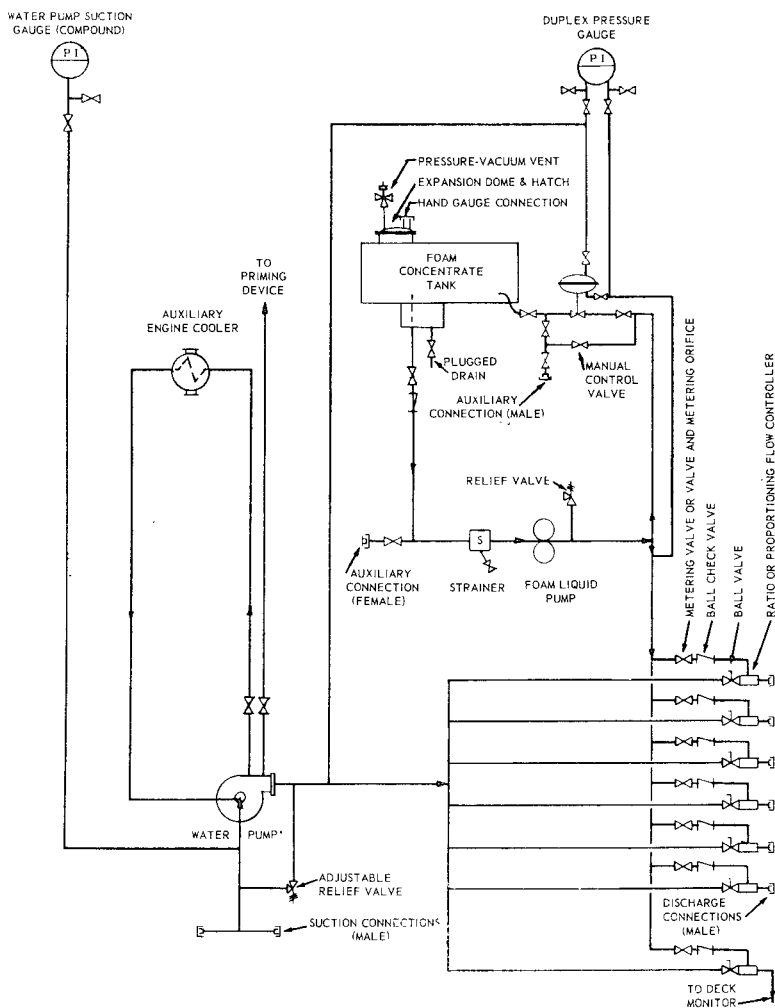 WATER PUMP SUCTION
GAUGE (COMPOUND)
PI
DUPLEX PRESSURE
GAUGE
PI
PRESSURE-VACUUM VENT
EXPANSION DOME & HATCH
HAND GAUGE CONNECTION
FOAM
CONCENTRATE
TANK
TO
PRIMING
DEVICE
AUXILIARY
ENGINE COOLER
PLUGGED
DRAIN
MANUAL
CONTROL
VALVE
AUXILIARY
CONNECTION (MALE)
RELIEF VALVE
S
AUXILIARY
CONNECTION
(FEMALE)
STRAINER
FOAM LIQUID
PUMP
METERING VALVE OR VALVE AND METERING ORIFICE
BALL CHECK VALVE
BALL VALVE
RATIO OR PROPORTIONING FLOW CONTROLLER
WATER PUMP
ADJUSTABLE
RELIEF VALVE
SUCTION CONNECTIONS
(MALE)
DISCHARGE
CONNECTIONS
(MALE)
TO DECK
MONITOR